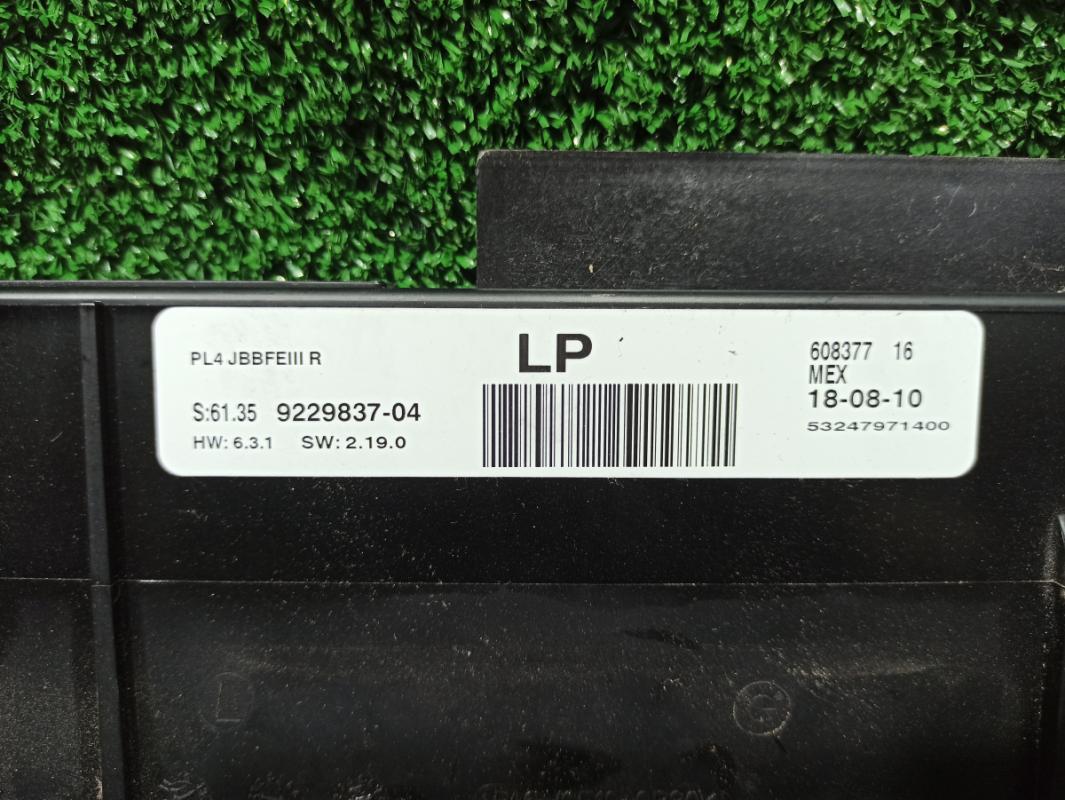 PL4 JBBFEIII R
LP
608377 16
MEX
S:61.35 9229837-04
18-08-10
HW: 6.3.1 SW: 2.19.0
53247971400